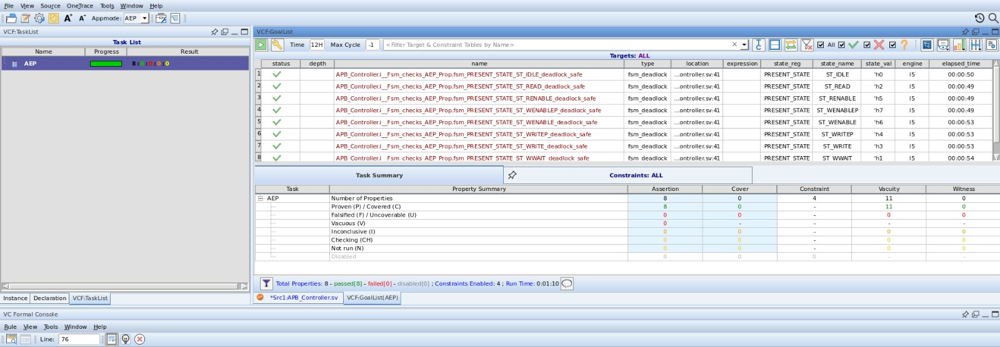 File View Source OneTrace Tools Window Help
Appmode: AEP
VCF:TaskList
Task List
Name Progress Result
AEP 8:0:0:0:0
Instance Declaration VCF:TaskList
VCF:GoalList
Time 12H Max Cycle -1 <Filter Target & Constraint Tables by Name> All
Targets: ALL
status depth name type location expression state_reg state_name state_val engine elapsed_time
1 APB_Controller.i__Fsm_checks_AEP_Prop.fsm_PRESENT_STATE_ST_IDLE_deadlock_safe fsm_deadlock ...ontroller.sv:41 PRESENT_STATE ST_IDLE 'h0 l5 00:00:50
2 APB_Controller.i__Fsm_checks_AEP_Prop.fsm_PRESENT_STATE_ST_READ_deadlock_safe fsm_deadlock ...ontroller.sv:41 PRESENT_STATE ST_READ 'h2 l5 00:00:49
3 APB_Controller.i__Fsm_checks_AEP_Prop.fsm_PRESENT_STATE_ST_RENABLE_deadlock_safe fsm_deadlock ...ontroller.sv:41 PRESENT_STATE ST_RENABLE 'h5 l5 00:00:49
4 APB_Controller.i__Fsm_checks_AEP_Prop.fsm_PRESENT_STATE_ST_WENABLEP_deadlock_safe fsm_deadlock ...ontroller.sv:41 PRESENT_STATE ST_WENABLEP 'h7 l5 00:00:49
5 APB_Controller.i__Fsm_checks_AEP_Prop.fsm_PRESENT_STATE_ST_WENABLE_deadlock_safe fsm_deadlock ...ontroller.sv:41 PRESENT_STATE ST_WENABLE 'h6 l5 00:00:53
6 APB_Controller.i__Fsm_checks_AEP_Prop.fsm_PRESENT_STATE_ST_WRITEP_deadlock_safe fsm_deadlock ...ontroller.sv:41 PRESENT_STATE ST_WRITEP 'h4 l5 00:00:53
7 APB_Controller.i__Fsm_checks_AEP_Prop.fsm_PRESENT_STATE_ST_WRITE_deadlock_safe fsm_deadlock ...ontroller.sv:41 PRESENT_STATE ST_WRITE 'h3 l5 00:00:53
8 APB_Controller.i__Fsm_checks_AEP_Prop.fsm_PRESENT_STATE_ST_WWAIT_deadlock_safe fsm_deadlock ...ontroller.sv:41 PRESENT_STATE ST_WWAIT 'h1 l5 00:00:54
Task Summary Constraints: ALL
Task Property Summary Assertion Cover Constraint Vacuity Witness
AEP Number of Properties 8 0 4 11 0
Proven (P) / Covered (C) 8 0 - 11 0
Falsified (F) / Uncoverable (U) 0 0 - 0 0
Vacuous (V) 0 - - - -
Inconclusive (I) 0 0 - 0 0
Checking (CH) 0 0 - 0 0
Not run (N) 0 0 - 0 0
Disabled 0 0 0 - -
Total Properties: 8 - passed[8] - failed[0] - disabled[0] ; Constraints Enabled: 4 ; Run Time: 0:01:10
*Src1:APB_Controller.sv VCF:GoalList(AEP)
VC Formal Console
Rule View Tools Window Help
Line: 76